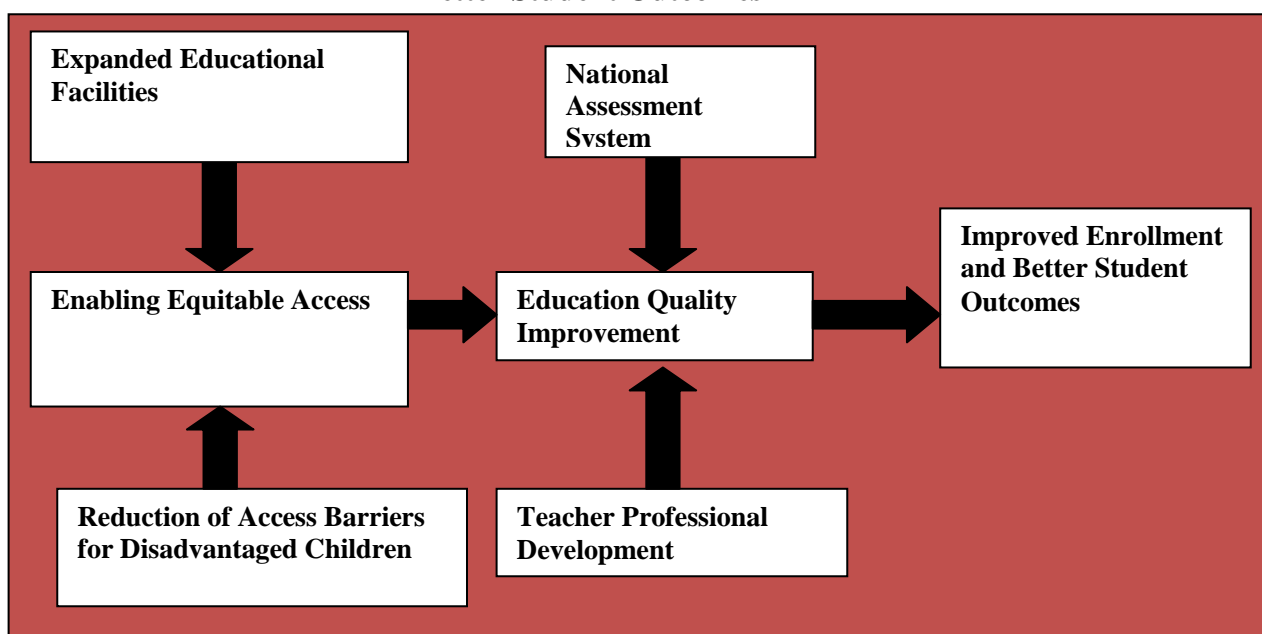 Expanded Educational
Facilities
National
Assessment
System
Improved Enrollment
and Better Student
Outcomes
Enabling Equitable Access
Education Quality
Improvement
Reduction of Access Barriers
for Disadvantaged Children
Teacher Professional
Development